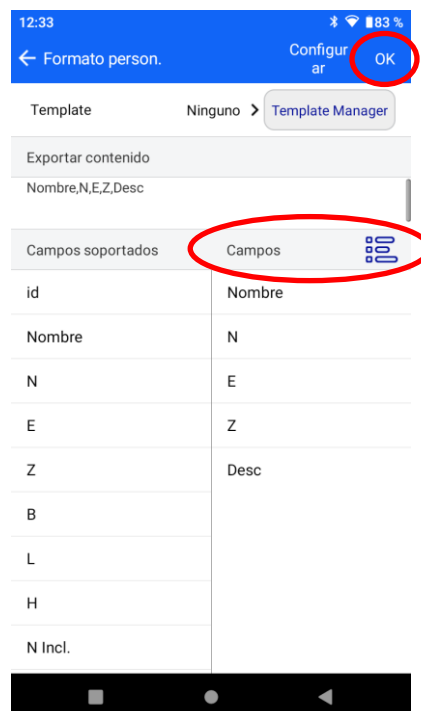 12:33 83 %
Formato person. Configur
ar OK
Template Ninguno > Template Manager
Exportar contenido
Nombre,N,E,Z,Desc
Campos soportados Campos
id Nombre
Nombre N
N E
E Z
Z Desc
B
L
H
N Incl.